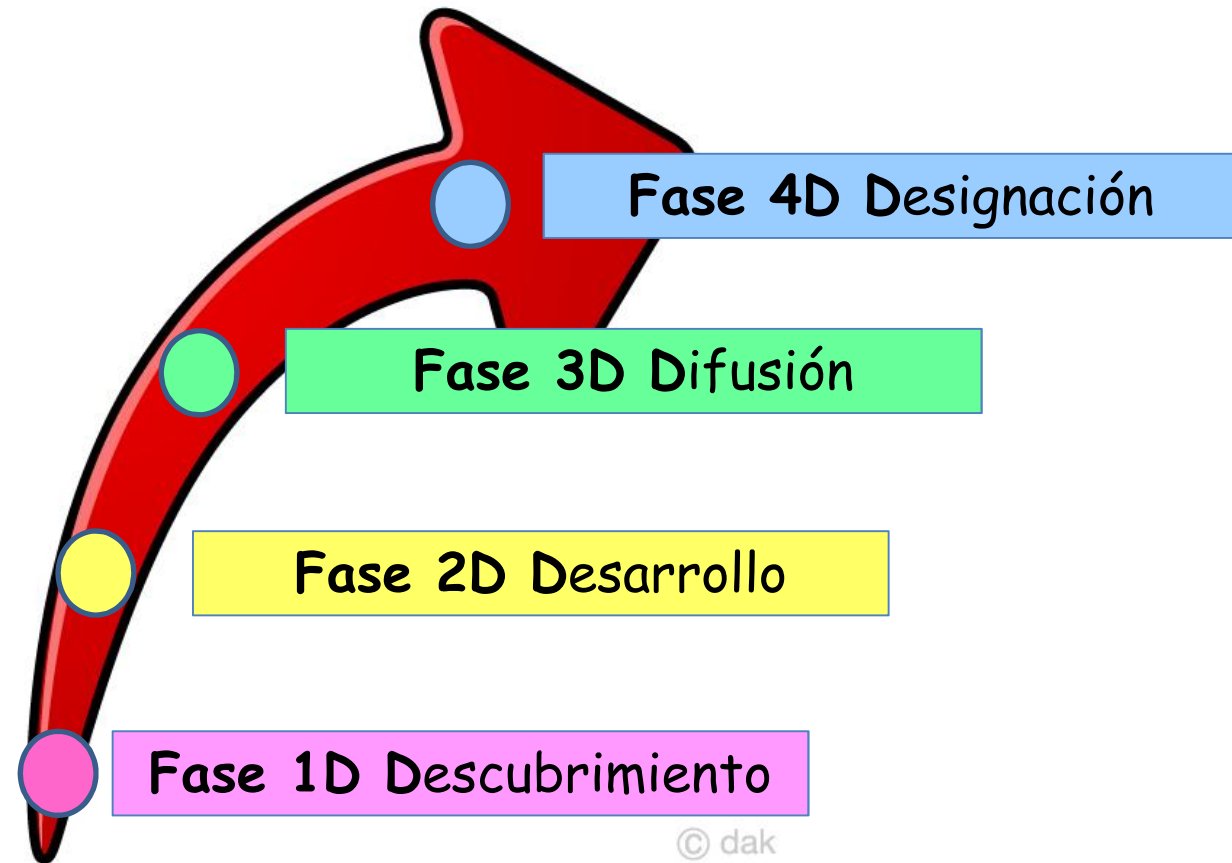 Fase 4D Designación
Fase 3D Difusión
Fase 2D Desarrollo
Fase 1D Descubrimiento
© dak